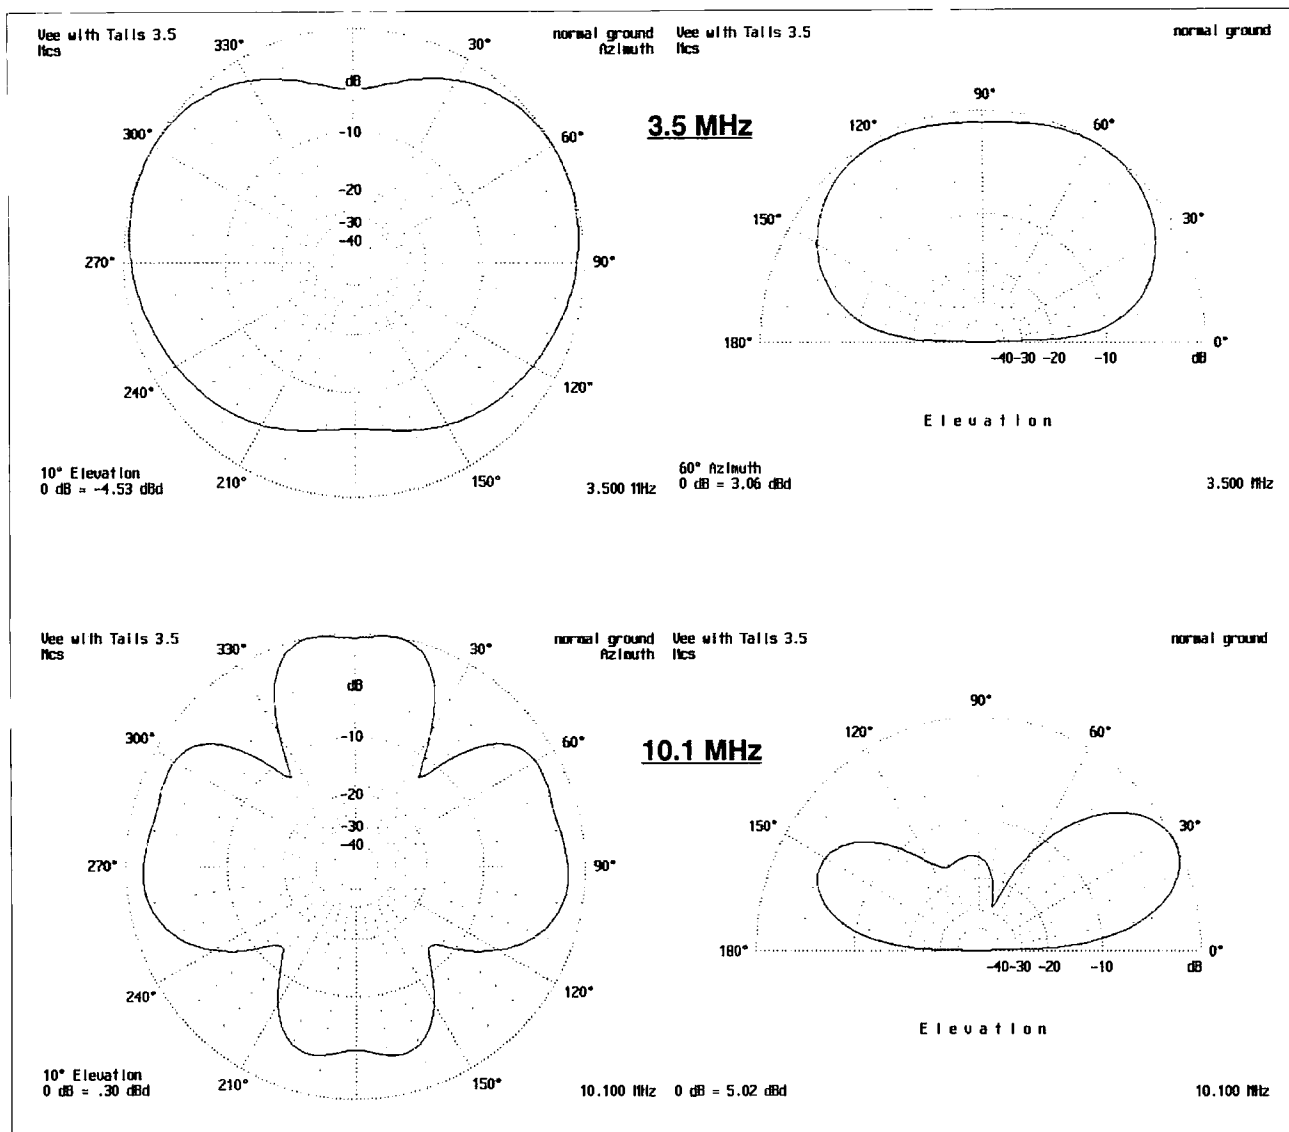 Vee with Tails 3.5
Mcs
normal ground
Azimuth
330°
30°
dB
300°
60°
-10
-20
-30
-40
270°
90°
240°
120°
210°
150°
10° Elevation
0 dB = -4.53 dBd
3.500 MHz
3.5 MHz
Vee with Tails 3.5
Mcs
normal ground
90°
120°
60°
150°
30°
180°
0°
-40-30 -20 -10 dB
Elevation
60° Azimuth
0 dB = 3.06 dBd
3.500 MHz
Vee with Tails 3.5
Mcs
normal ground
Azimuth
330°
30°
dB
300°
60°
-10
-20
-30
-40
270°
90°
240°
120°
210°
150°
10° Elevation
0 dB = .30 dBd
10.100 MHz
10.1 MHz
Vee with Tails 3.5
Mcs
normal ground
90°
120°
60°
150°
30°
180°
0°
-40-30 -20 -10 dB
Elevation
0 dB = 5.02 dBd
10.100 MHz